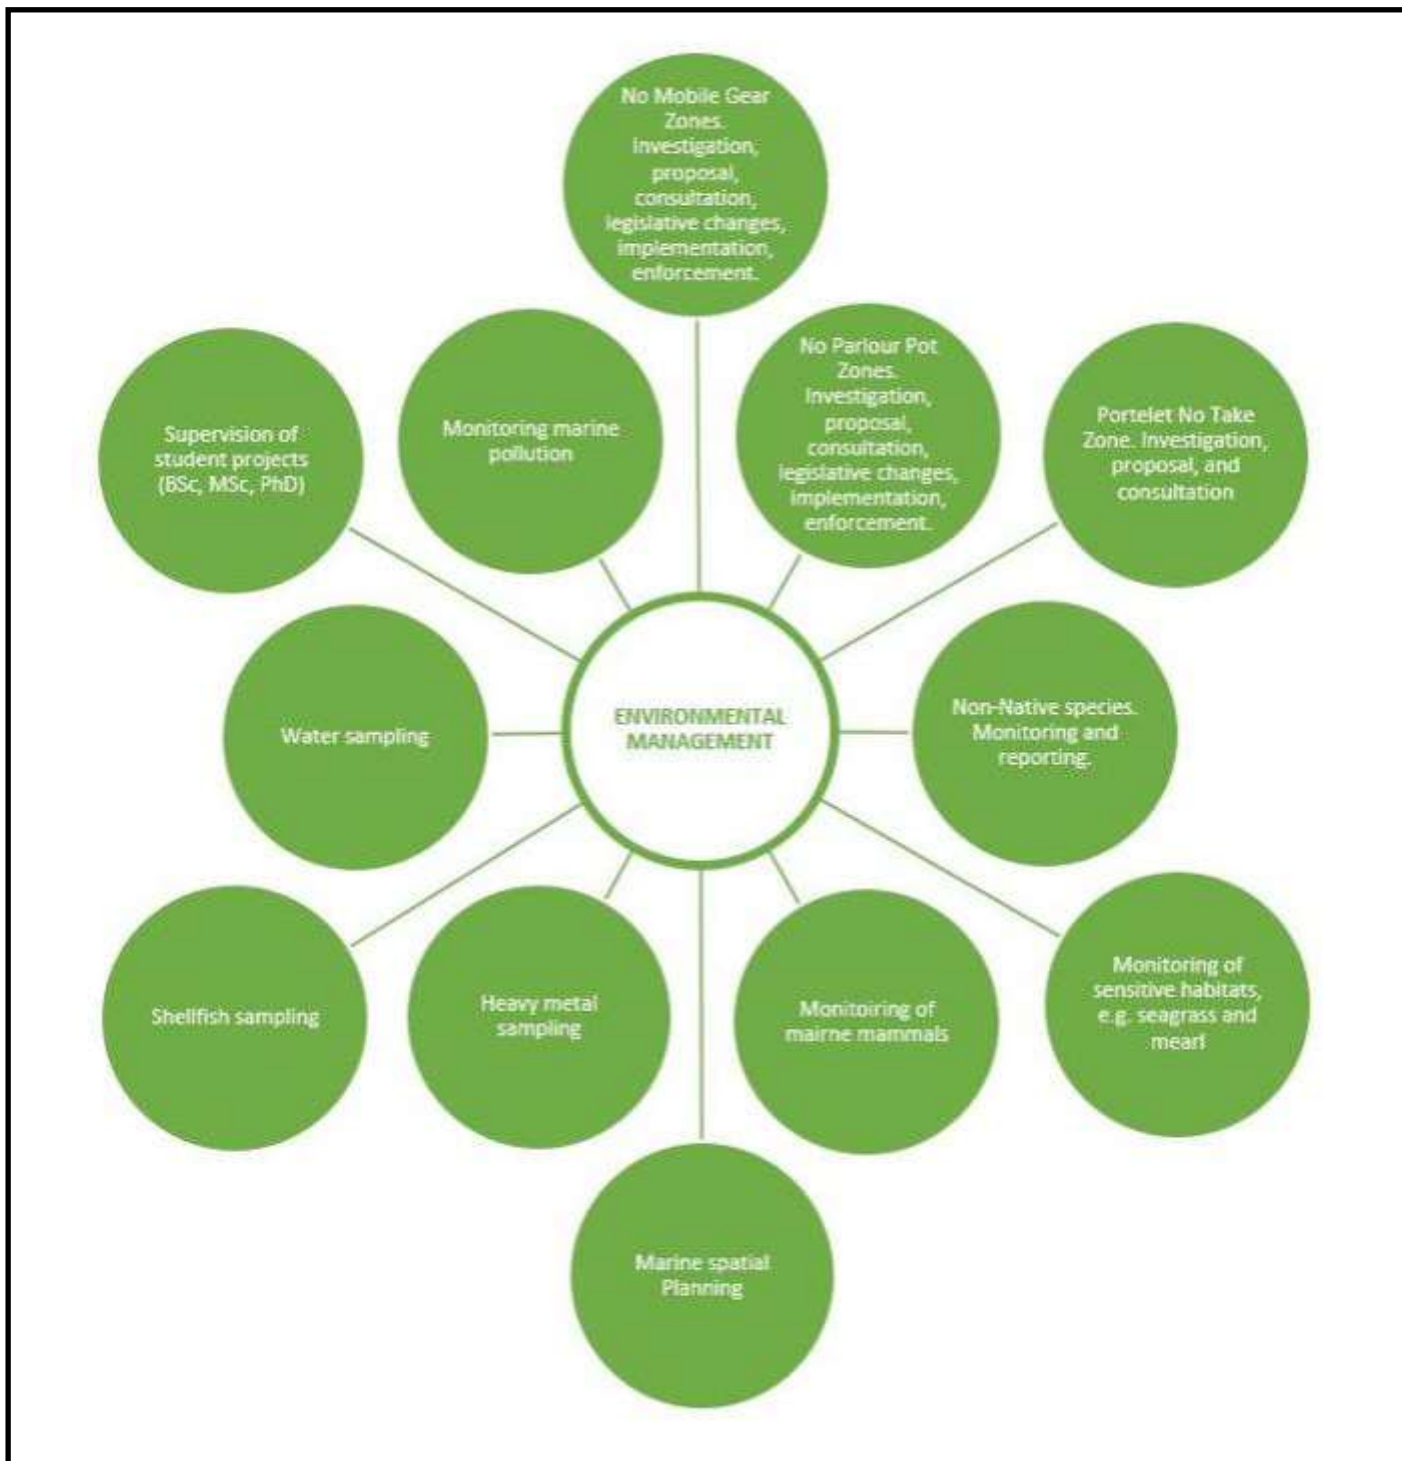 No Mobile Gear
Zones.
Investigation,
proposal,
consultation,
legislative changes,
implementation,
enforcement.
No Parlour Pot
Zones.
Investigation,
proposal,
consultation,
legislative changes,
implementation,
enforcement.
Portelet No Take
Zone. Investigation,
proposal, and
consultation
Non-Native species.
Monitoring and
reporting.
Monitoring of
sensitive habitats,
e.g. seagrass and
mearl
Monitoiring of
mairne mammals
Marine spatial
Planning
Heavy metal
sampling
Shellfish sampling
Water sampling
Supervision of
student projects
(BSc, MSc, PhD)
Monitoring marine
pollution
ENVIRONMENTAL
MANAGEMENT